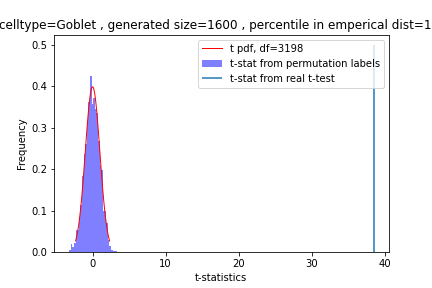 celltype=Goblet , generated size=1600 , percentile in emperical dist=1
t pdf, df=3198
t-stat from permutation labels
t-stat from real t-test
0.5
0.4
0.3
0.2
0.1
0.0
Frequency
0
10
20
30
40
t-statistics